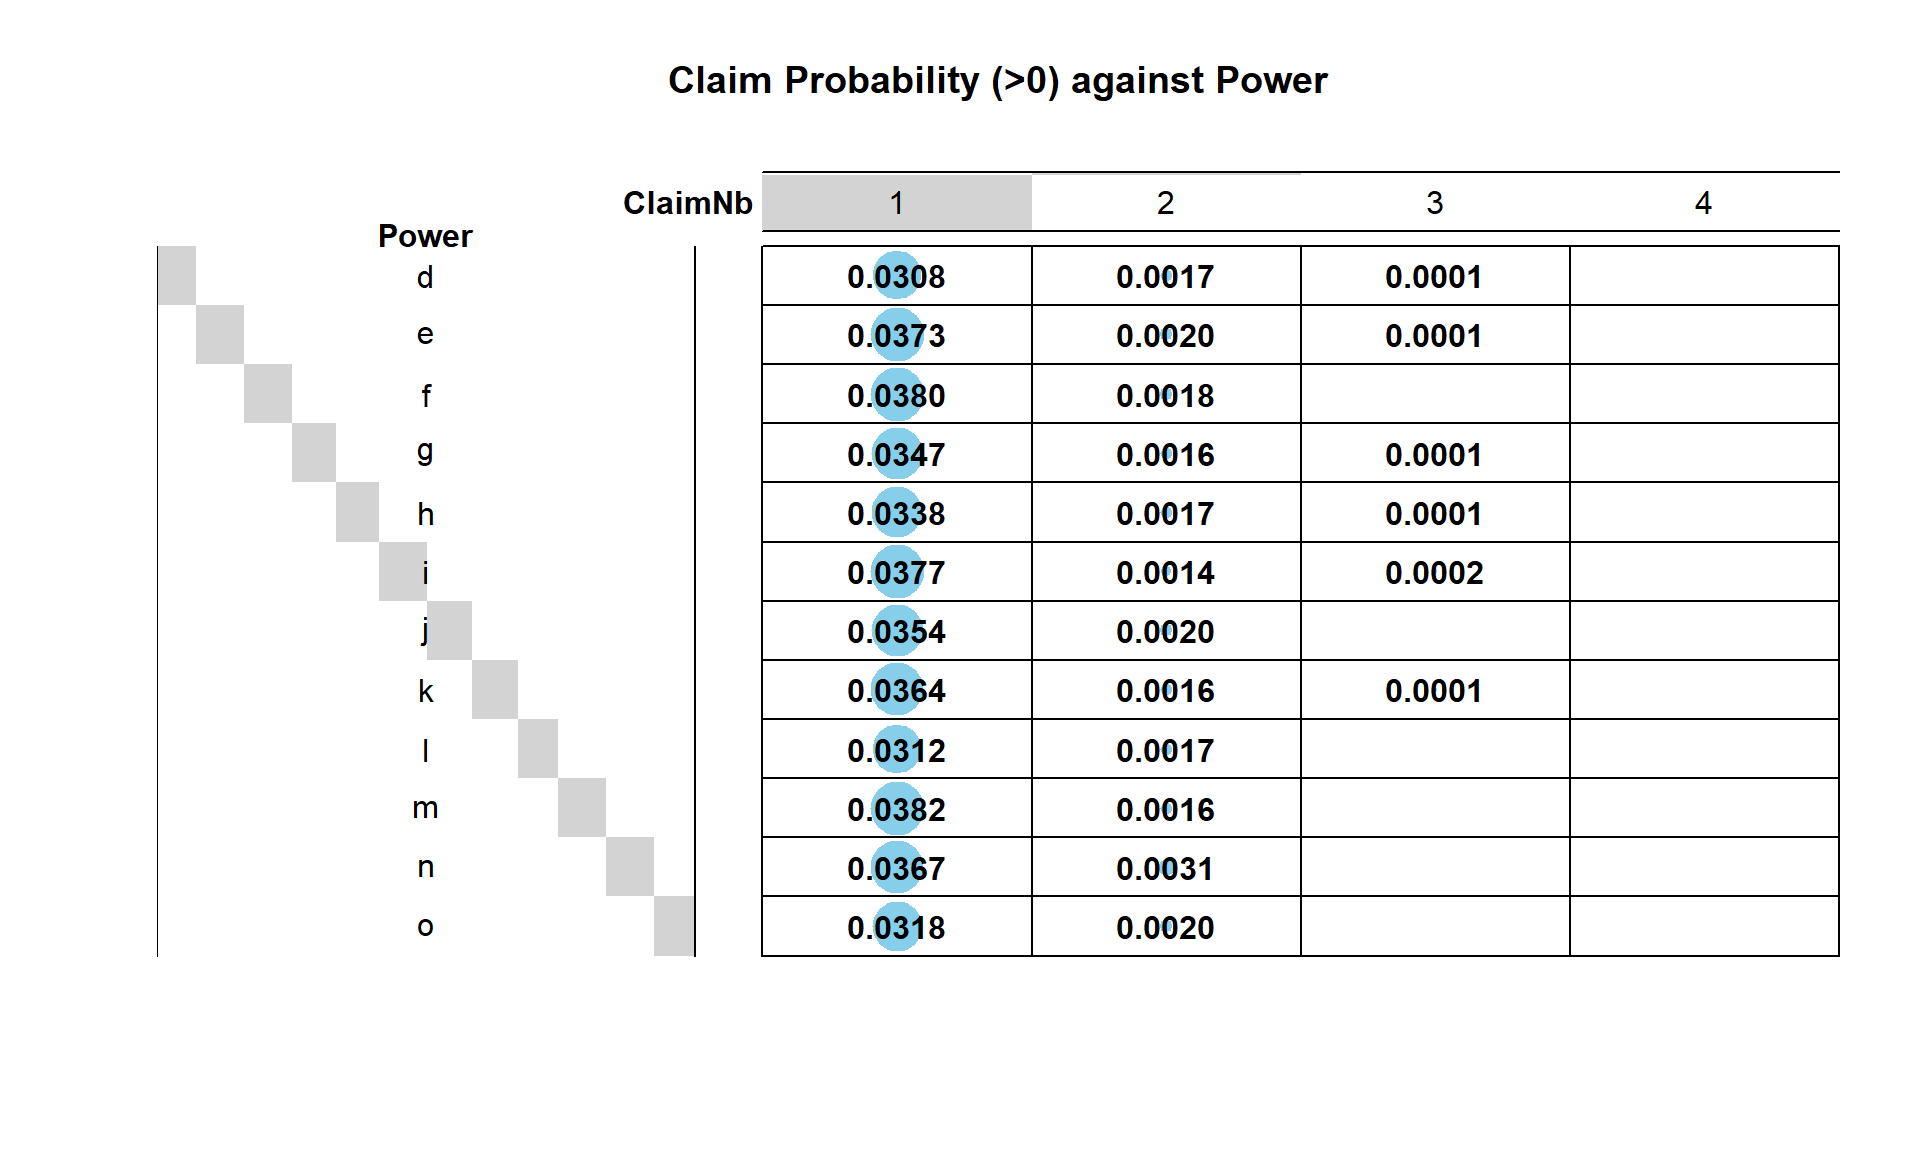 Claim Probability (>0) against Power
ClaimNb 1 2 3 4
Power
d 0.0308 0.0017 0.0001
e 0.0373 0.0020 0.0001
f 0.0380 0.0018
g 0.0347 0.0016 0.0001
h 0.0338 0.0017 0.0001
i 0.0377 0.0014 0.0002
j 0.0354 0.0020
k 0.0364 0.0016 0.0001
l 0.0312 0.0017
m 0.0382 0.0016
n 0.0367 0.0031
o 0.0318 0.0020